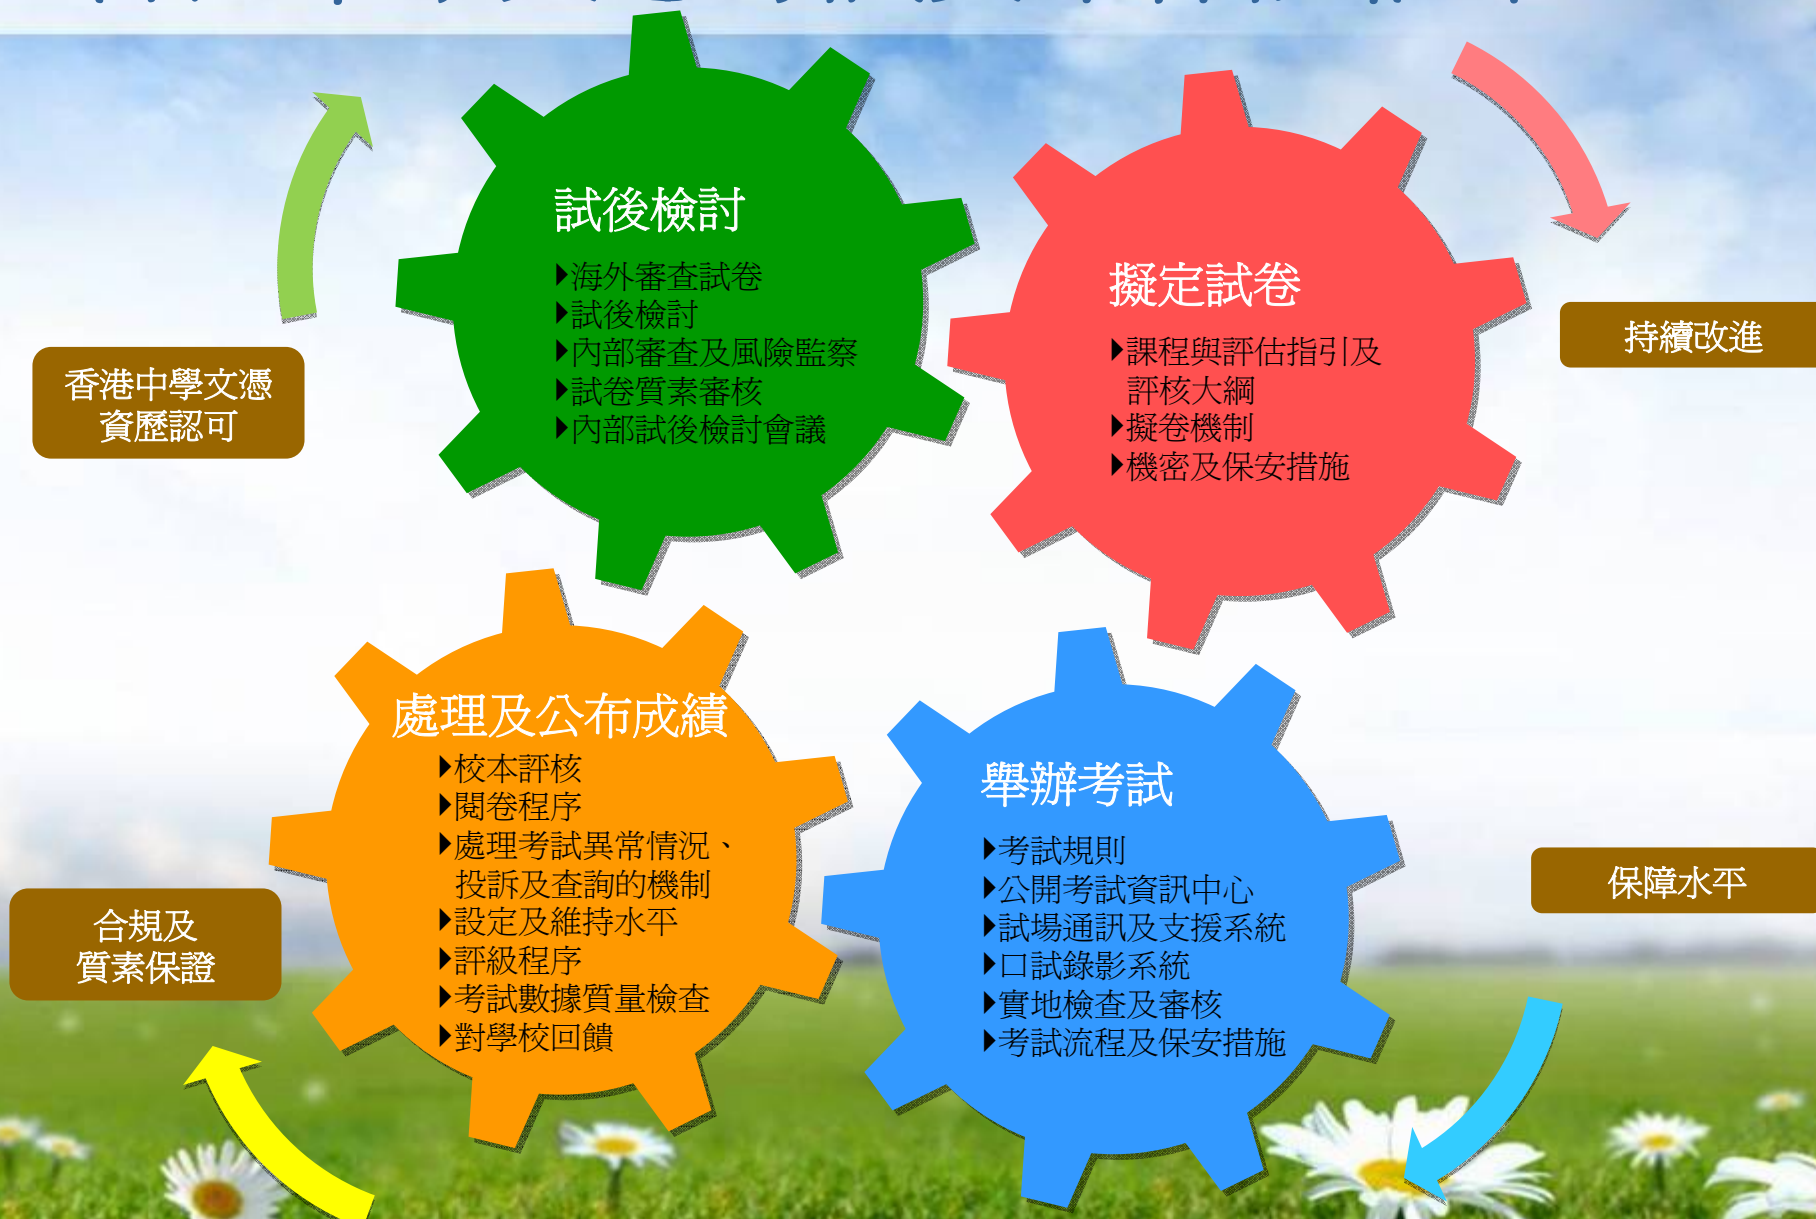 試後檢討
海外審查試卷
試後檢討
內部審查及風險監察
試卷質素審核
內部試後檢討會議
擬定試卷
課程與評估指引及
評核大綱
擬卷機制
機密及保安措施
持續改進
香港中學文憑
資歷認可
處理及公布成績
校本評核
閱卷程序
處理考試異常情況、
投訴及查詢的機制
設定及維持水平
評級程序
考試數據質量檢查
對學校回饋
舉辦考試
考試規則
公開考試資訊中心
試場通訊及支援系統
口試錄影系統
實地檢查及審核
考試流程及保安措施
保障水平
合規及
質素保證